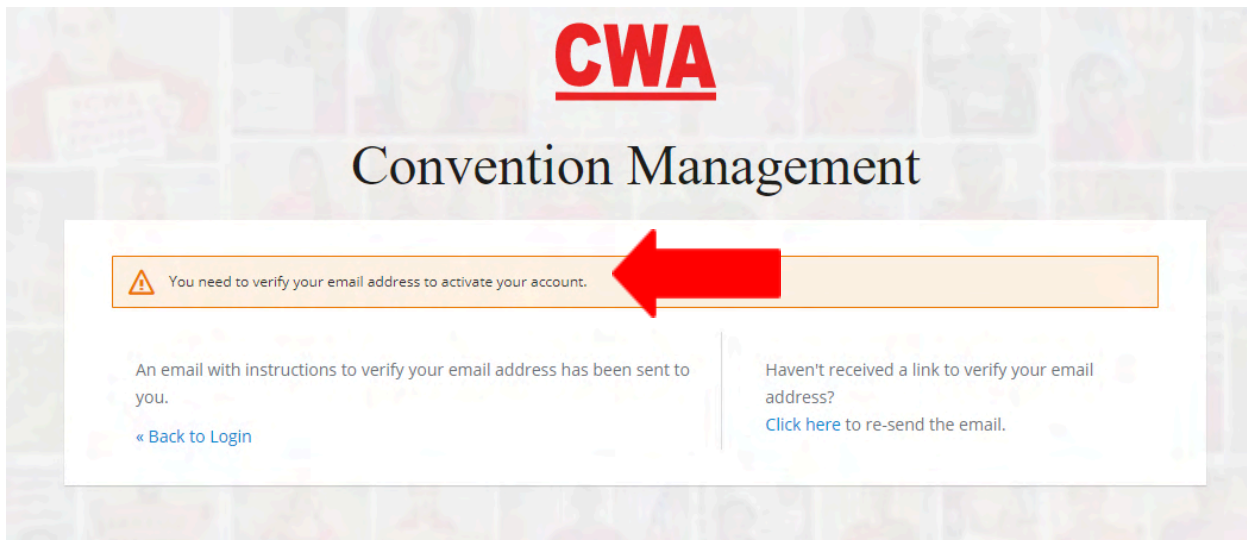 CWA
Convention Management
You need to verify your email address to activate your account.
An email with instructions to verify your email address has been sent to
you.
« Back to Login
Haven't received a link to verify your email
address?
Click here to re-send the email.